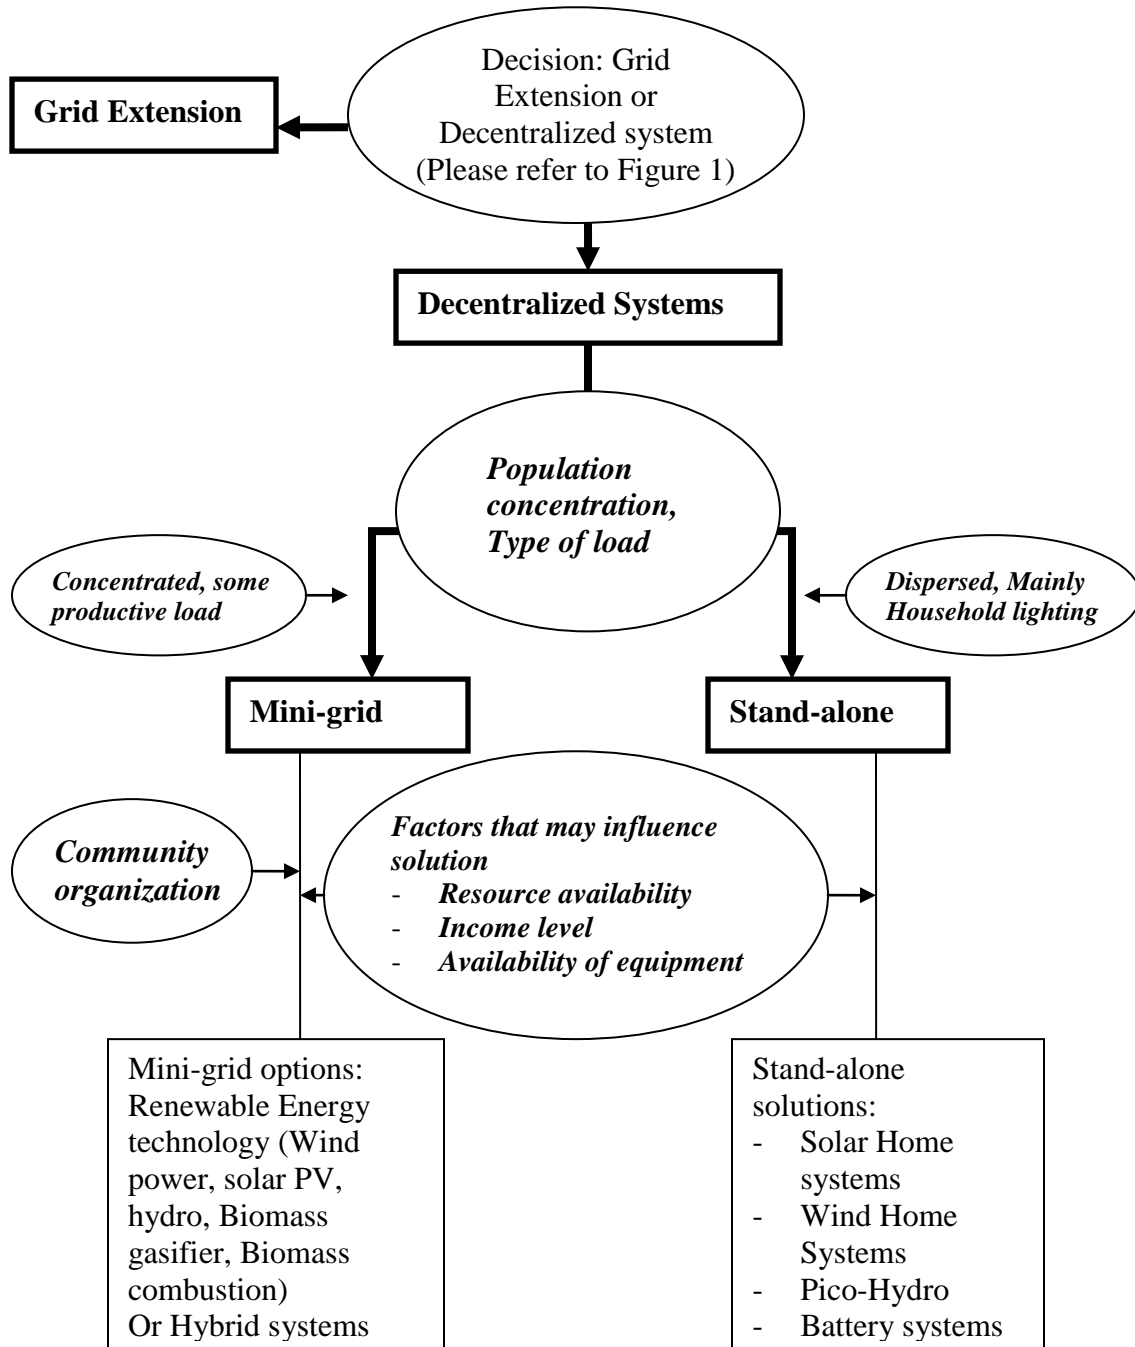 Decision: Grid
Extension or
Decentralized system
(Please refer to Figure 1)
Grid Extension
Decentralized Systems
Population
concentration,
Type of load
Concentrated, some
productive load
Dispersed, Mainly
Household lighting
Mini-grid
Stand-alone
Community
organization
Factors that may influence
solution
- Resource availability
- Income level
- Availability of equipment
Mini-grid options:
Renewable Energy
technology (Wind
power, solar PV,
hydro, Biomass
gasifier, Biomass
combustion)
Or Hybrid systems
Stand-alone
solutions:
- Solar Home
systems
- Wind Home
Systems
- Pico-Hydro
- Battery systems